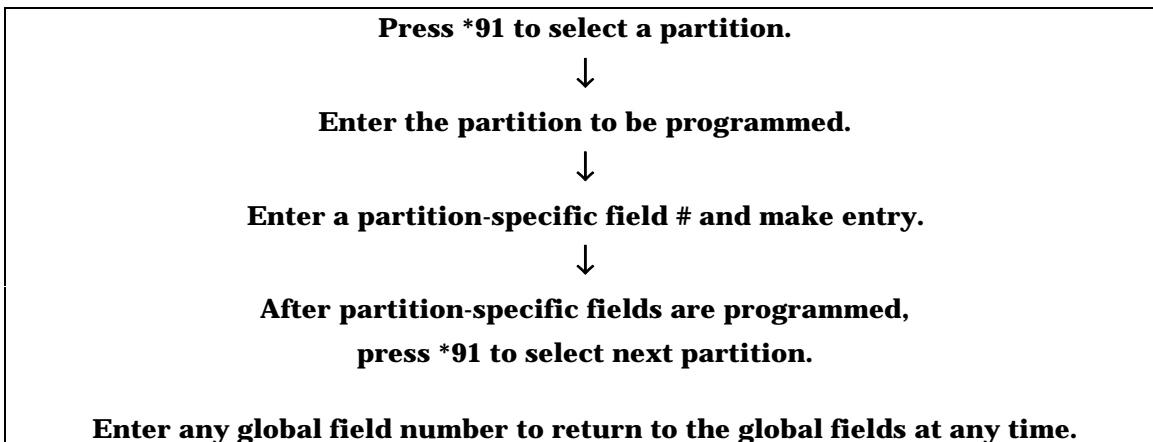 Press *91 to select a partition.
↓
Enter the partition to be programmed.
↓
Enter a partition-specific field # and make entry.
↓
After partition-specific fields are programmed,
press *91 to select next partition.
Enter any global field number to return to the global fields at any time.